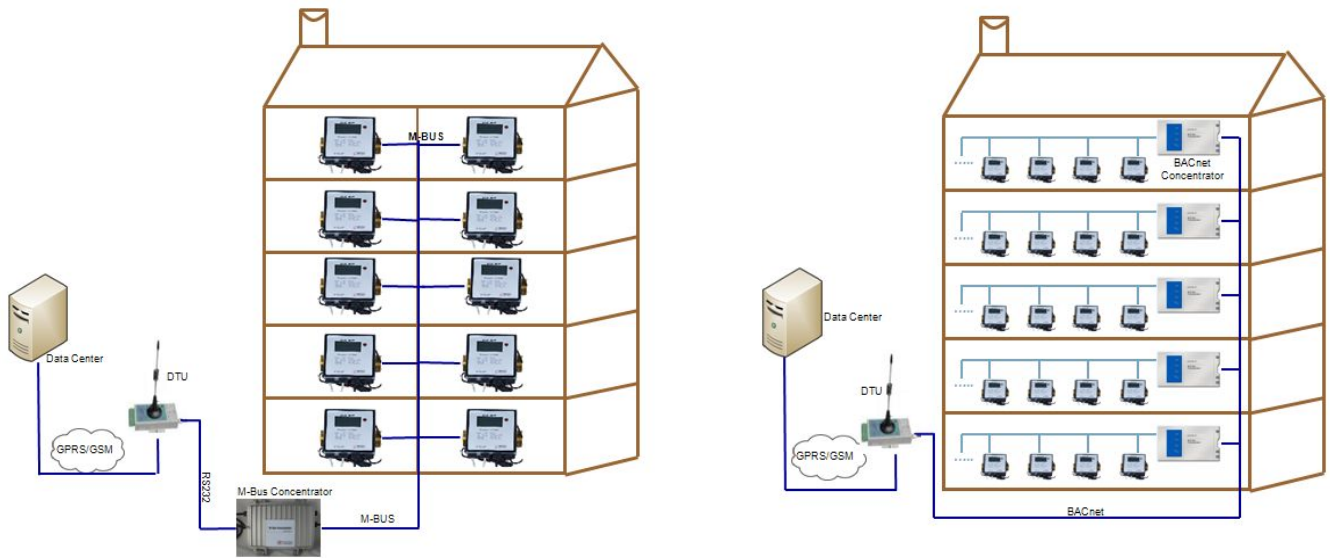 M-BUS
Data Center
DTU
GPRS/GSM
RS232
M-Bus Concentrator
M-BUS
BACnet
Concentrator
Data Center
DTU
GPRS/GSM
BACnet